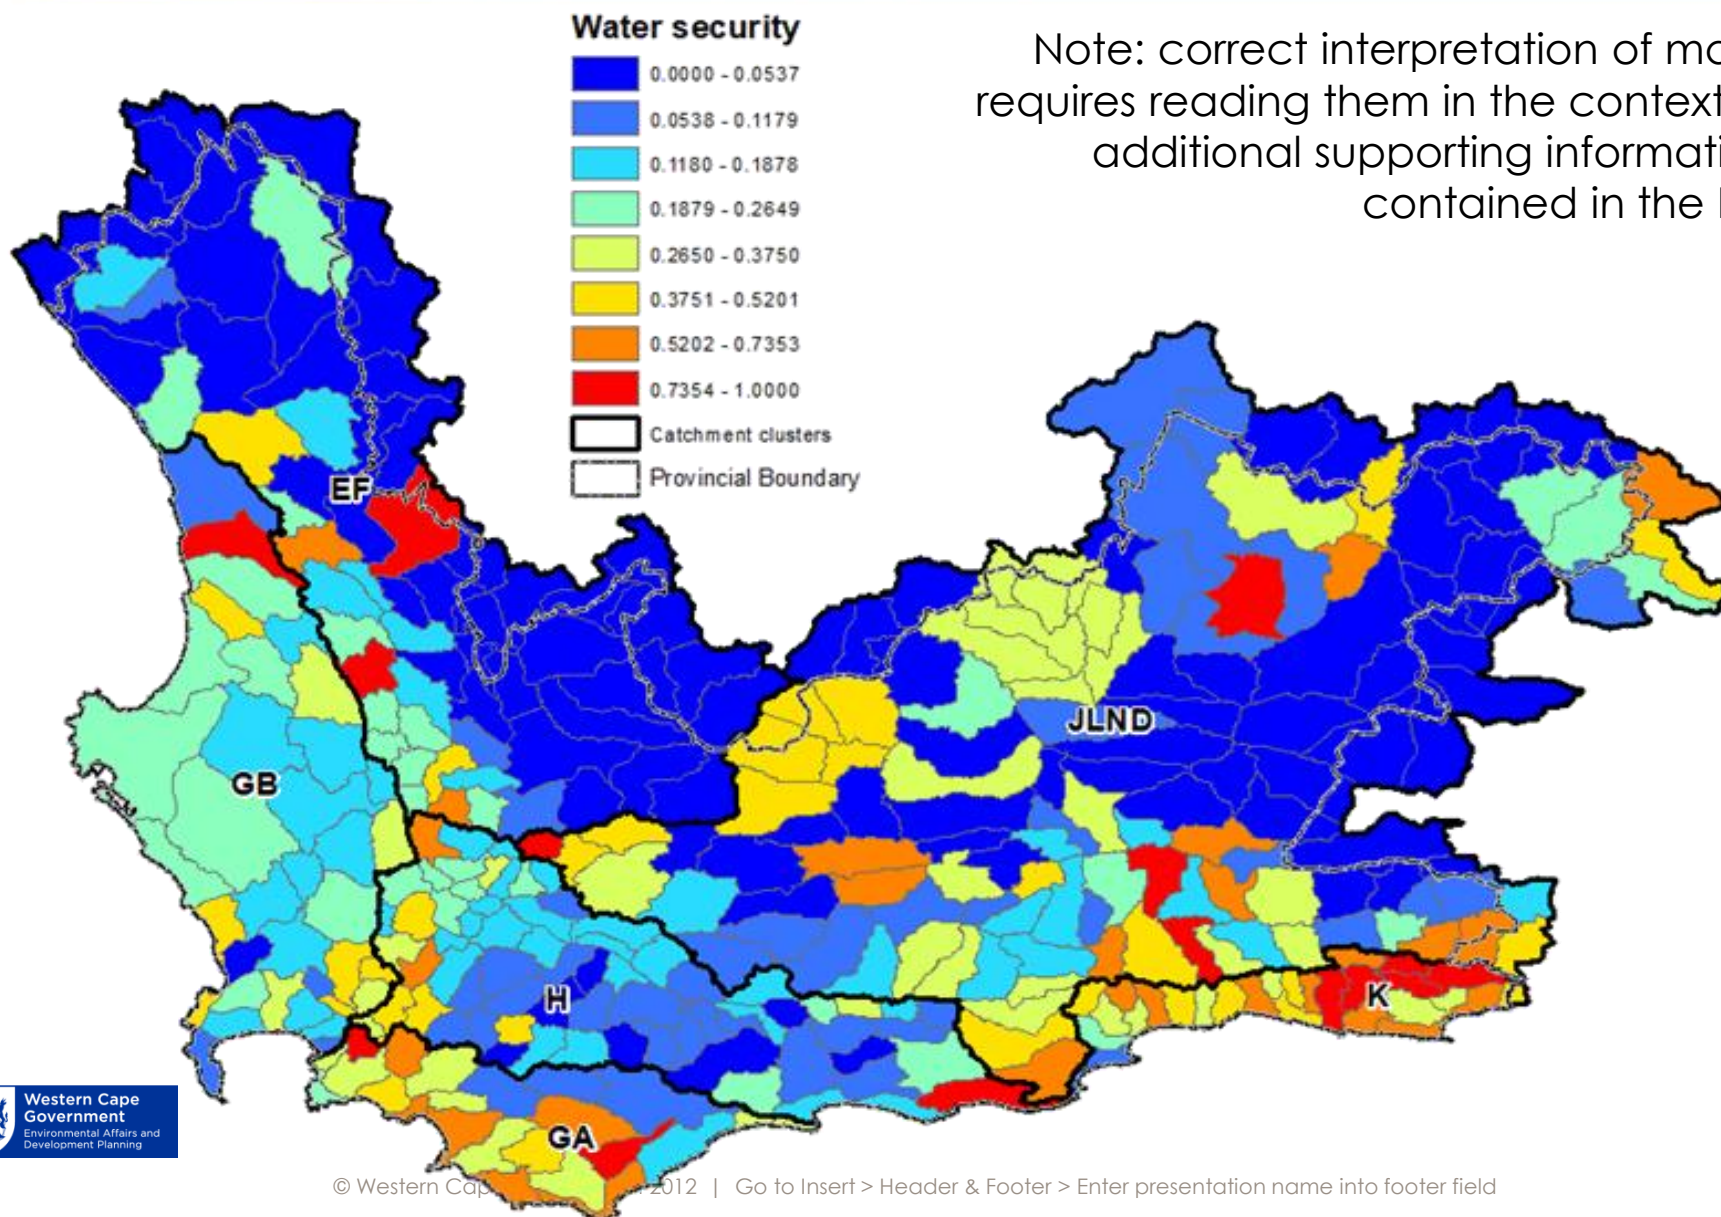 Water security
0.0000 - 0.0537
0.0538 - 0.1179
0.1180 - 0.1878
0.1879 - 0.2649
0.2650 - 0.3750
0.3751 - 0.5201
0.5202 - 0.7353
0.7354 - 1.0000
Catchment clusters
Provincial Boundary
Note: correct interpretation of
requires reading them in the context
additional supporting
contained in the
EF
JLND
GB
H
K
GA
Western Cape
Government
Environmental Affairs and
Development Planning
© Western 2012 | Go to Insert > Header & Footer > Enter presentation name into footer field